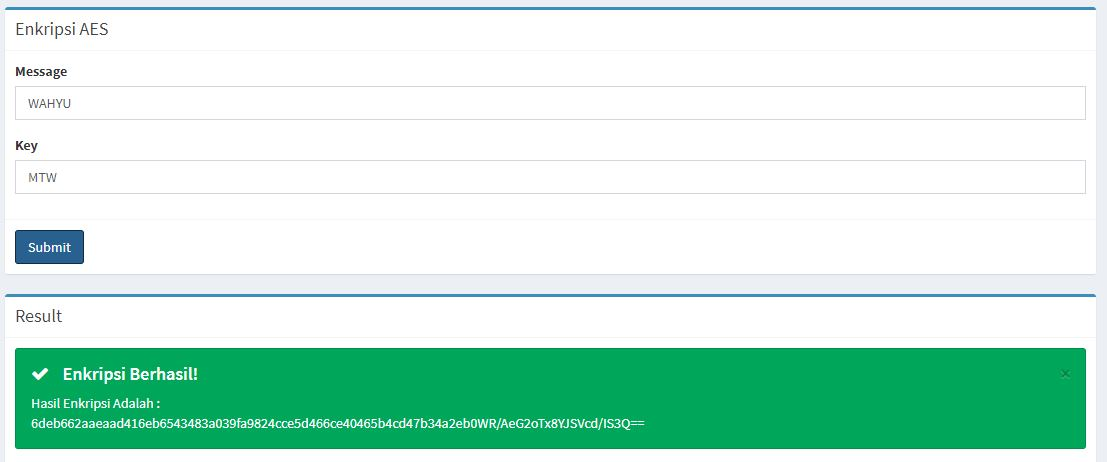 Enkripsi AES
Message
WAHYU
Key
MTW
Submit
Result
Enkripsi Berhasil!
×
Hasil Enkripsi Adalah :
6deb662aaeaad416eb6543483a039fa9824cce5d466ce40465b4cd47b34a2eb0WR/AeG2oTx8YJSVcd/IS3Q==